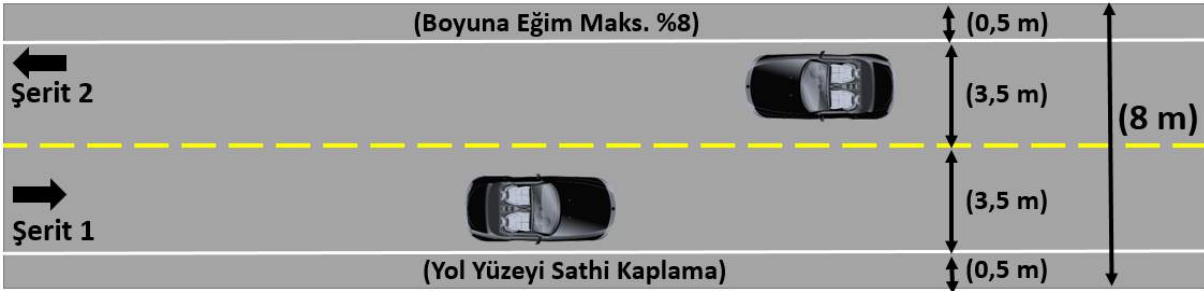 (Boyuna Eğim Maks. %8)
(0,5 m)
Şerit 2
(3,5 m)
(8 m)
(3,5 m)
Şerit 1
(Yol Yüzeyi Sathi Kaplama)
(0,5 m)